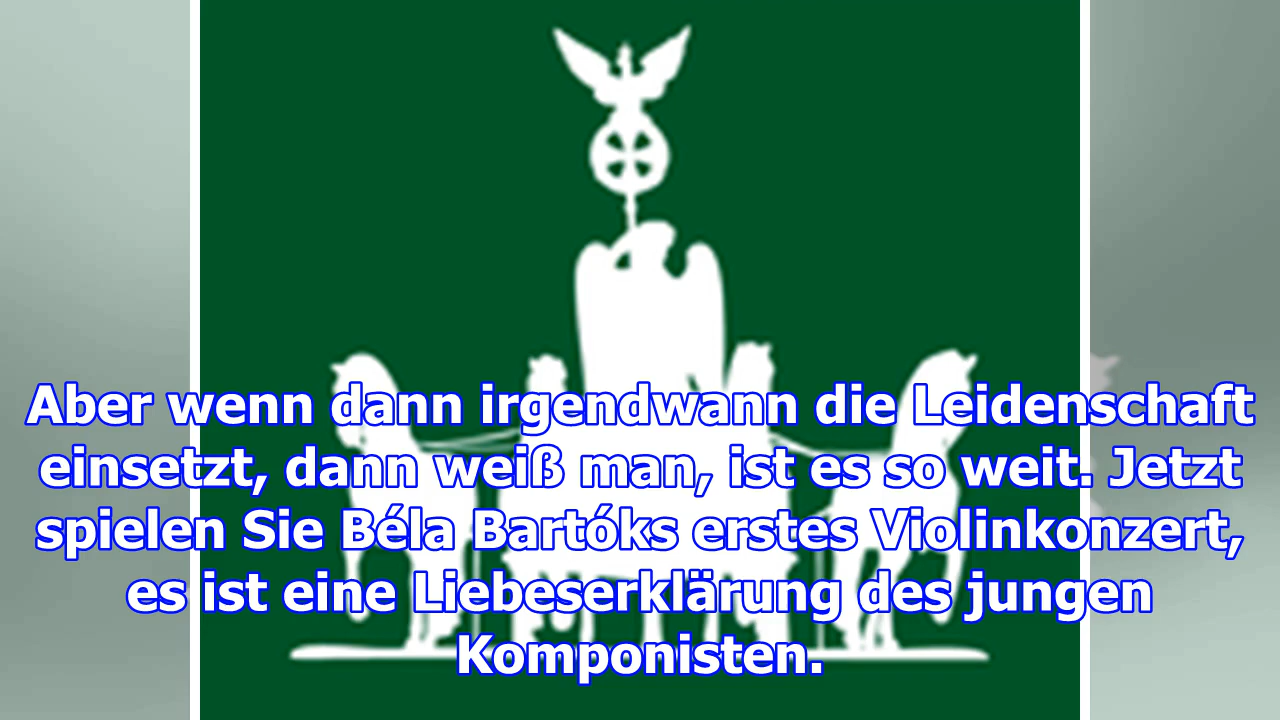 Aber wenn dann irgendwann die Leidenschaft
einsetzt, dann weiß man, ist es so weit. Jetzt
spielen Sie Béla Bartóks erstes Violinkonzert,
es ist eine Liebeserklärung des jungen
Komponisten.